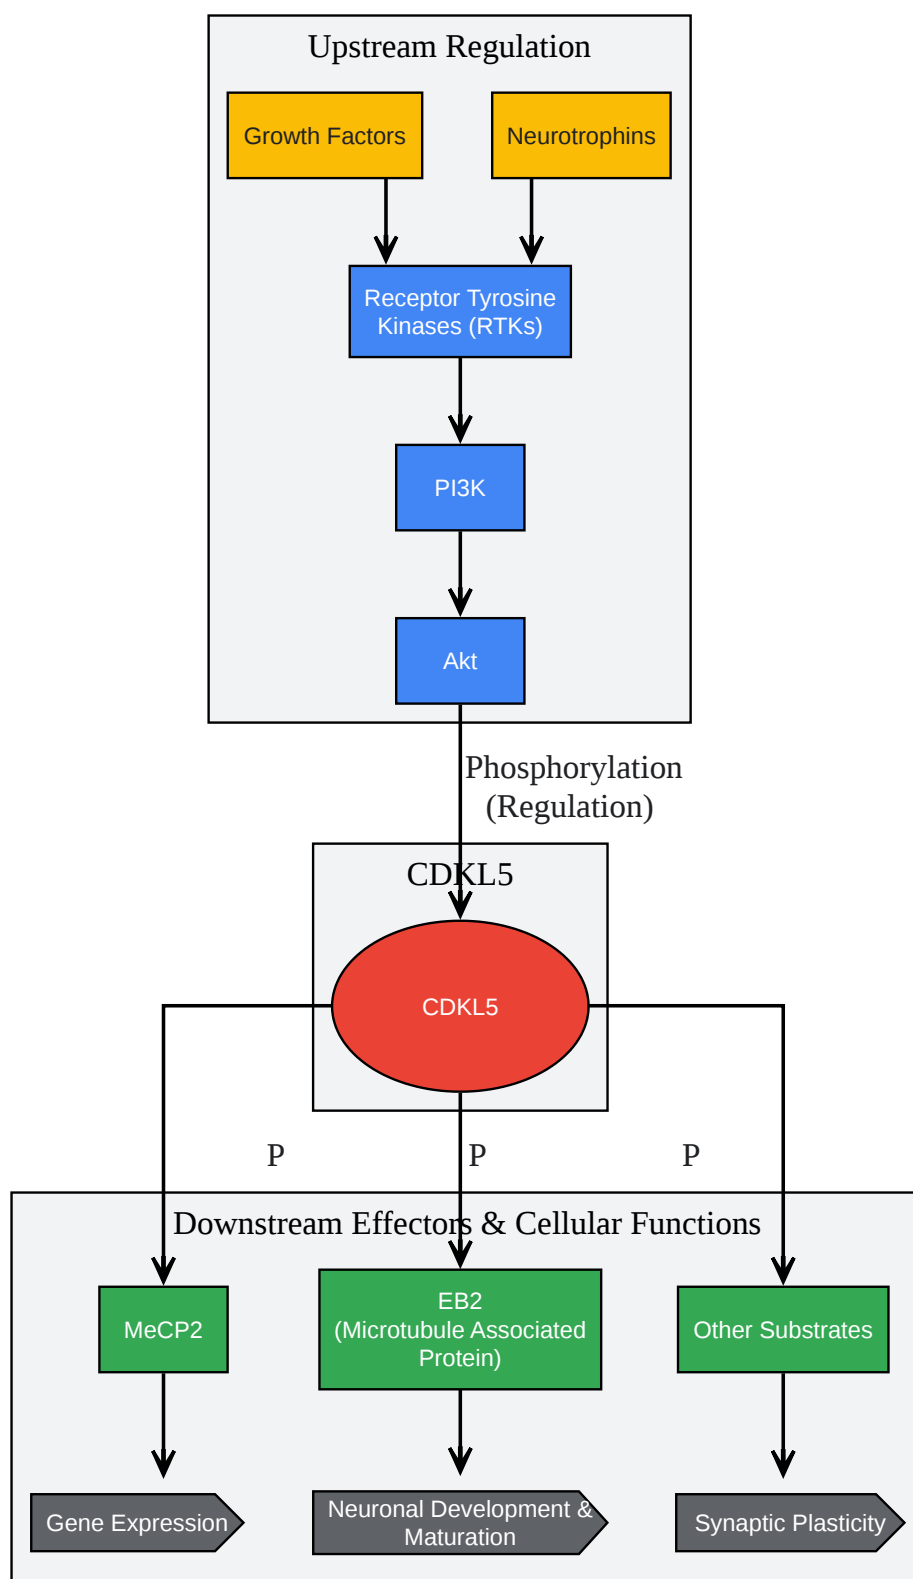 Upstream Regulation
Growth Factors
Neurotrophins
Receptor Tyrosine
Kinases (RTKs)
PI3K
Akt
Phosphorylation
(Regulation)
CDKL5
CDKL5
P
P
P
Downstream Effectors & Cellular Functions
MeCP2
EB2
(Microtubule Associated
Protein)
Other Substrates
Gene Expression
Neuronal Development &
Maturation
Synaptic Plasticity